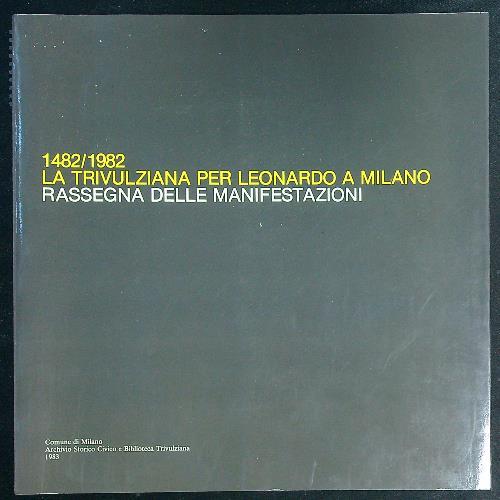 1482/1982
LA TRIVULZIANA PER LEONARDO A MILANO
RASSEGNA DELLE MANIFESTAZIONI
Comune di Milano
Archivio Storico Civico e Biblioteca Trivulziana
1983